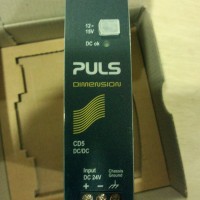 12-
15V
DC ok
PULS
DIMENSION
CD5
DC/DC
Input
DC 24V
Chassis
Ground
+ -